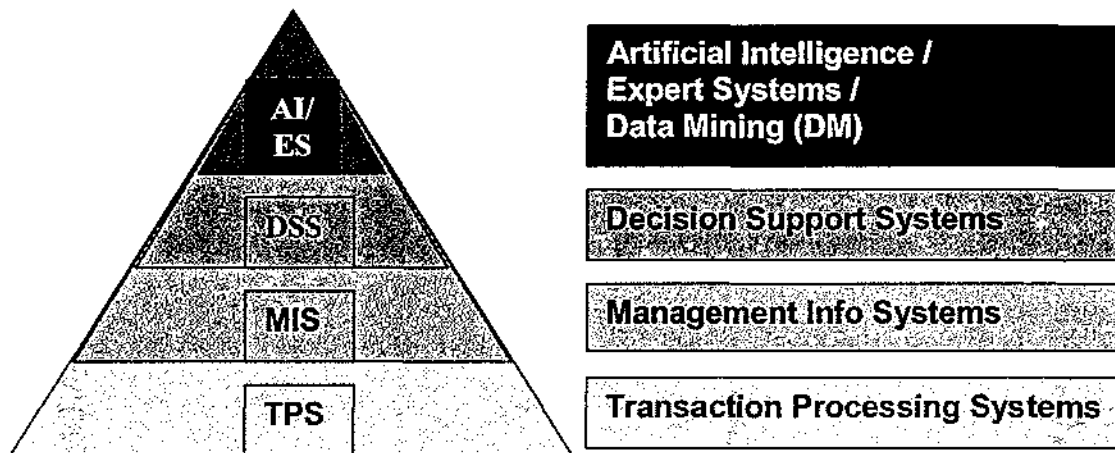 AI/
ES
DSS
MIS
TPS
Artificial Intelligence /
Expert Systems /
Data Mining (DM)
Decision Support Systems
Management Info Systems
Transaction Processing Systems